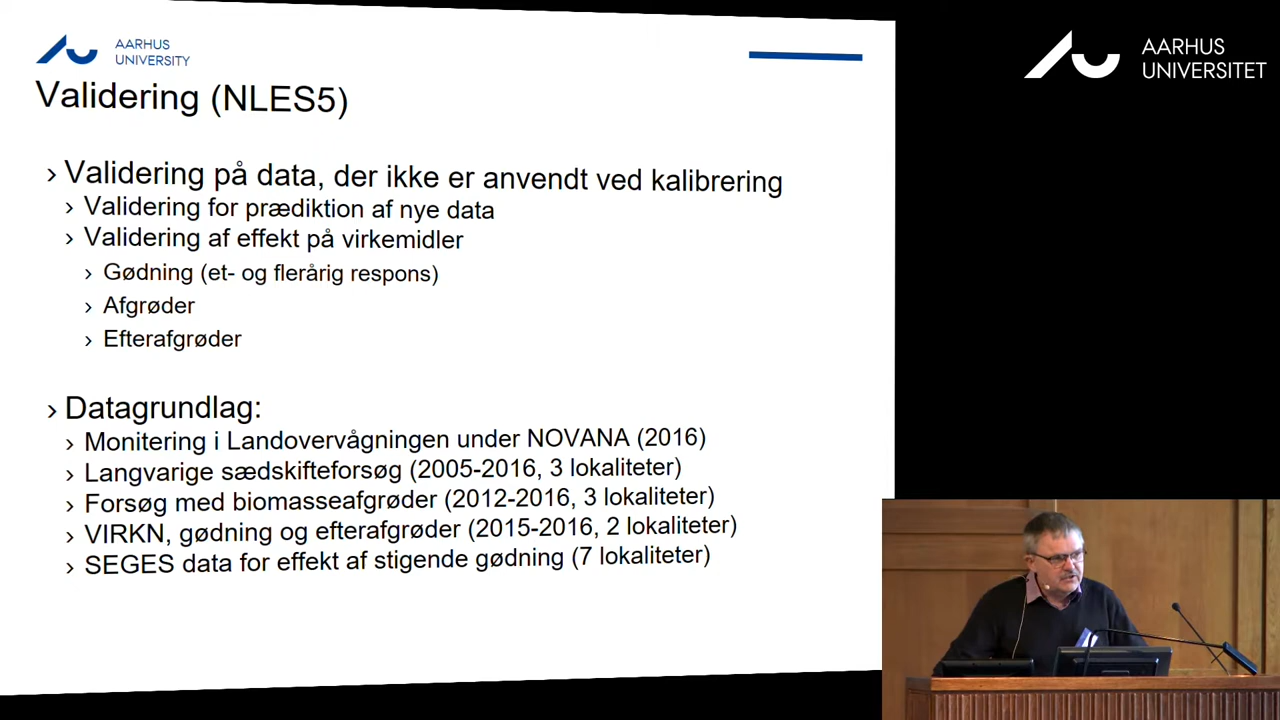 AARHUS
UNIVERSITY
AARHUS
UNIVERSITET
Validering (NLES5)
› Validering på data, der ikke er anvendt ved kalibrering
› Validering for prædiktion af nye data
› Validering af effekt på virkemidler
› Gødning (et- og flerårig respons)
› Afgrøder
› Efterafgrøder
› Datagrundlag:
› Monitering i Landovervågningen under NOVANA (2016)
› Langvarige sædskifteforsøg (2005-2016, 3 lokaliteter)
› Forsøg med biomasseafgrøder (2012-2016, 3 lokaliteter)
› VIRKN, gødning og efterafgrøder (2015-2016, 2 lokaliteter)
› SEGES data for effekt af stigende gødning (7 lokaliteter)